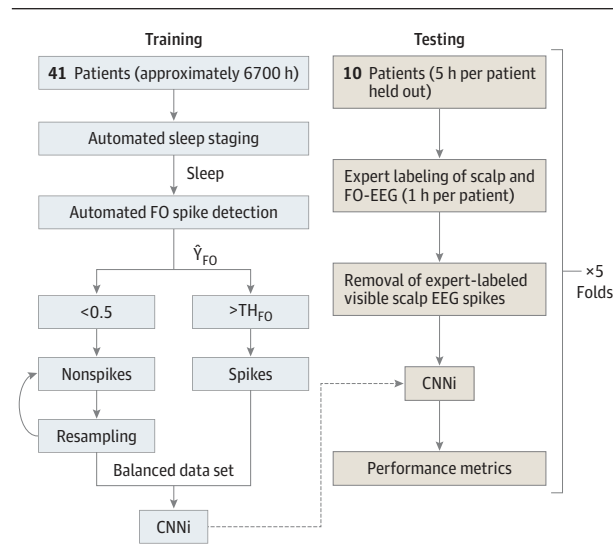 Training
41 Patients (approximately 6700 h)
Automated sleep staging
Sleep
Automated FO spike detection
ŶFO
<0.5
>THFO
Nonspikes
Spikes
Resampling
Balanced data set
CNNi
Testing
10 Patients (5 h per patient
held out)
Expert labeling of scalp and
FO-EEG (1 h per patient)
Removal of expert-labeled
visible scalp EEG spikes
CNNi
Performance metrics
×5
Folds